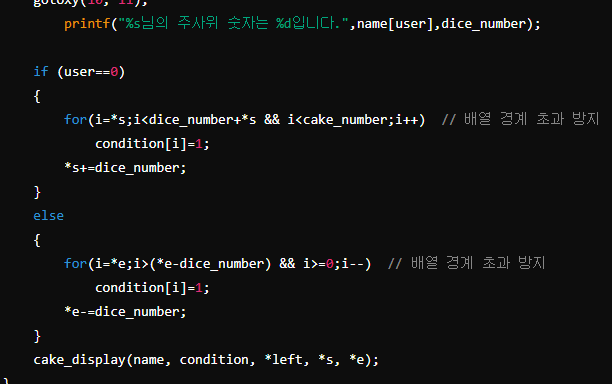 gotoxy(10, 11);
printf("%s님의 주사위 숫자는 %d입니다.",name[user],dice_number);
if (user==0)
{
for(i=*s;i<dice_number+*s && i<cake_number;i++)  // 배열 경계 초과 방지
condition[i]=1;
*s+=dice_number;
}
else
{
for(i=*e;i>(*e-dice_number) && i>=0;i--)  // 배열 경계 초과 방지
condition[i]=1;
*e-=dice_number;
}
cake_display(name, condition, *left, *s, *e);
}